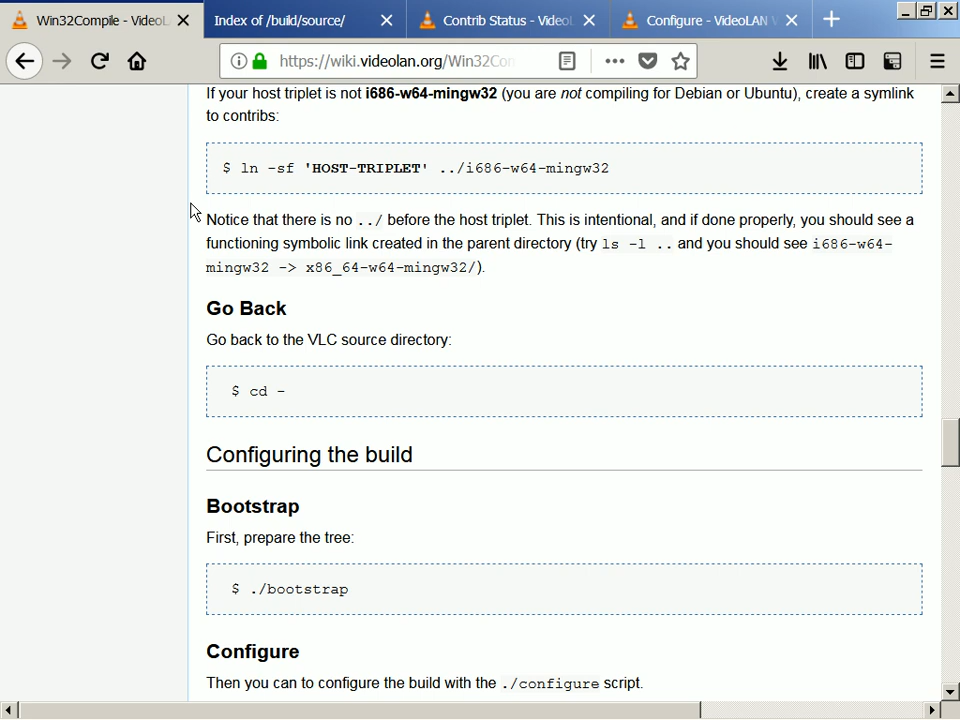 Win32Compile - VideoL
Index of /build/source/
Contrib Status - Video
Configure - VideoLAN
https://wiki.videolan.org/Win32Co
If your host triplet is not i686-w64-mingw32 (you are not compiling for Debian or Ubuntu), create a symlink
to contribs:
$ ln -sf 'HOST-TRIPLET' ../i686-w64-mingw32
Notice that there is no ../ before the host triplet. This is intentional, and if done properly, you should see a
functioning symbolic link created in the parent directory (try ls -l .. and you should see i686-w64-
mingw32 -> x86_64-w64-mingw32/).
Go Back
Go back to the VLC source directory:
$ cd -
Configuring the build
Bootstrap
First, prepare the tree:
$ ./bootstrap
Configure
Then you can to configure the build with the ./configure script.